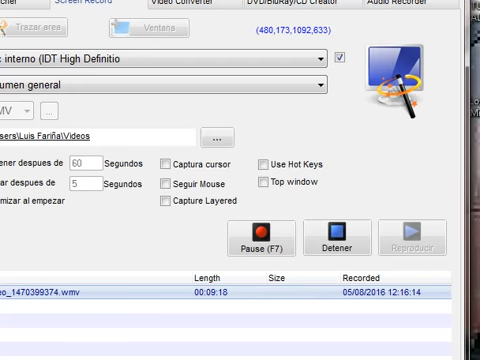 Screen Record
Video Converter
DVD/BluRay/CD Creator
Audio Recorder
Trazar area
Ventana
(480,173,1092,633)
interno (IDT High Definitio
umen general
MV
...
sers\Luis Fariña\Videos
...
ener despues de 60 Segundos
Captura cursor
Use Hot Keys
ar despues de 5 Segundos
Seguir Mouse
Top window
mizar al empezar
Capture Layered
Pause (F7)
Detener
Reproducir
Length
Size
Recorded
eo_1470399374.wmv
00:09:18
05/08/2016 12:16:14